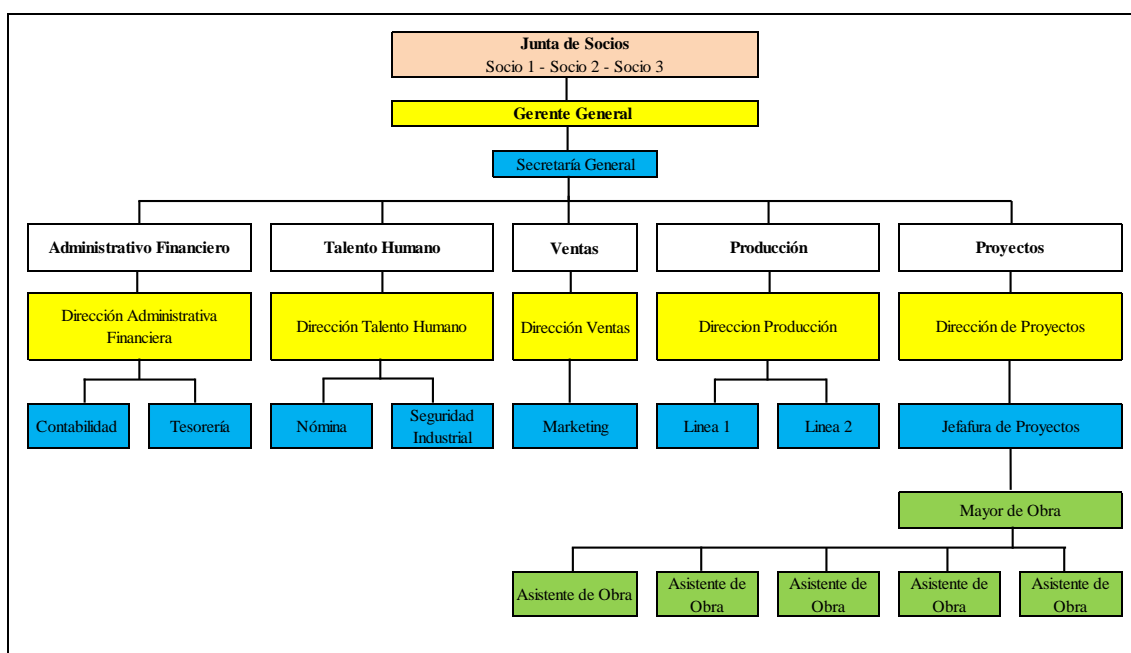 Junta de Socios
Socio 1 - Socio 2 - Socio 3
Gerente General
Secretaría General
Administrativo Financiero
Talento Humano
Ventas
Producción
Proyectos
Dirección Administrativa
Financiera
Dirección Talento Humano
Dirección Ventas
Direccion Producción
Dirección de Proyectos
Contabilidad
Tesorería
Nómina
Seguridad
Industrial
Marketing
Linea 1
Linea 2
Jefafura de Proyectos
Mayor de Obra
Asistente de Obra
Asistente de
Obra
Asistente de
Obra
Asistente de
Obra
Asistente de
Obra